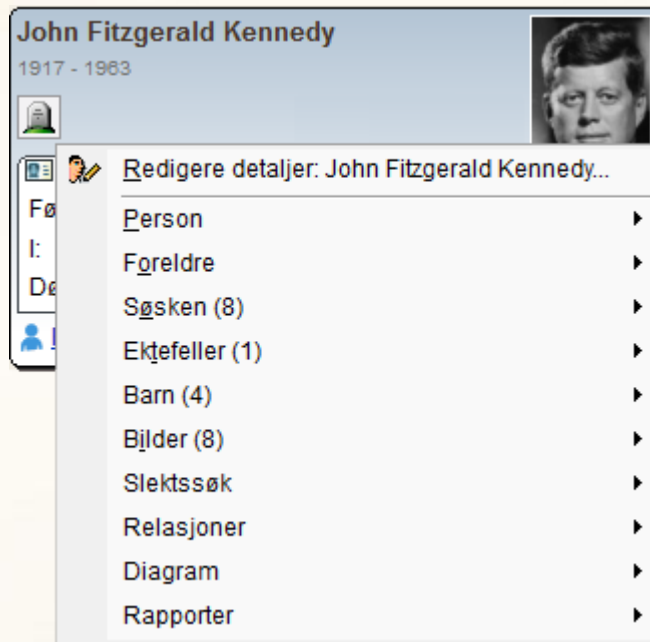 John Fitzgerald Kennedy
1917 - 1963
Redigere detaljer: John Fitzgerald Kennedy...
Person
Foreldre
Søsken (8)
Ektefeller (1)
Barn (4)
Bilder (8)
Slektssøk
Relasjoner
Diagram
Rapporter
I: